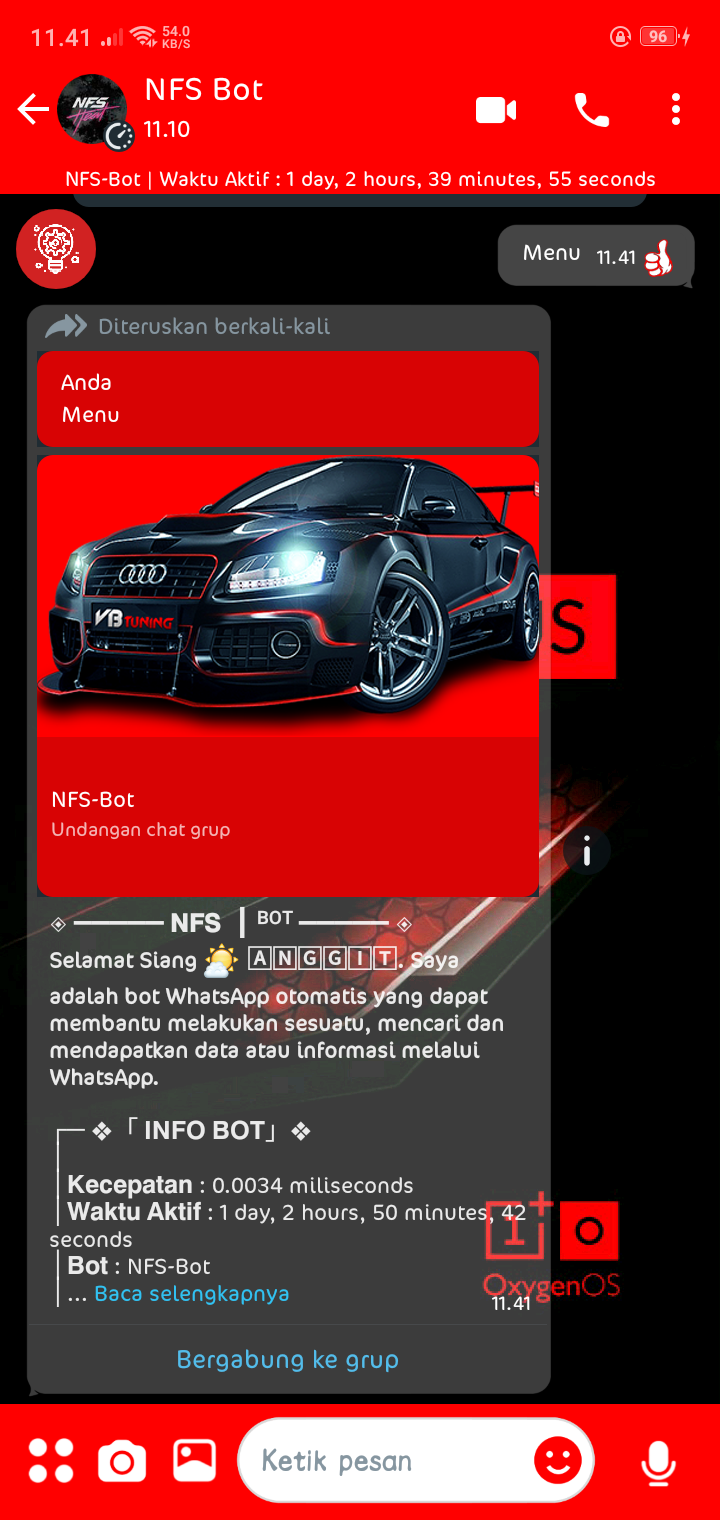 11.41 54.0 KB/S 96
NFS Bot
11.10
NFS-Bot | Waktu Aktif : 1 day, 2 hours, 39 minutes, 55 seconds
Menu 11.41
Diteruskan berkali-kali
Anda
Menu
VB TUNING
S
NFS-Bot
Undangan chat grup
NFS | BOT
Selamat Siang 🌤 🄰🄽🄶🄶🄸🅃. Saya
adalah bot WhatsApp otomatis yang dapat
membantu melakukan sesuatu, mencari dan
mendapatkan data atau informasi melalui
WhatsApp.
❖「 INFO BOT」❖
Kecepatan : 0.0034 miliseconds
Waktu Aktif : 1 day, 2 hours, 50 minutes, 42
seconds
Bot : NFS-Bot
... Baca selengkapnya
1+ O
OxygenOS
11.41
Bergabung ke grup
Ketik pesan